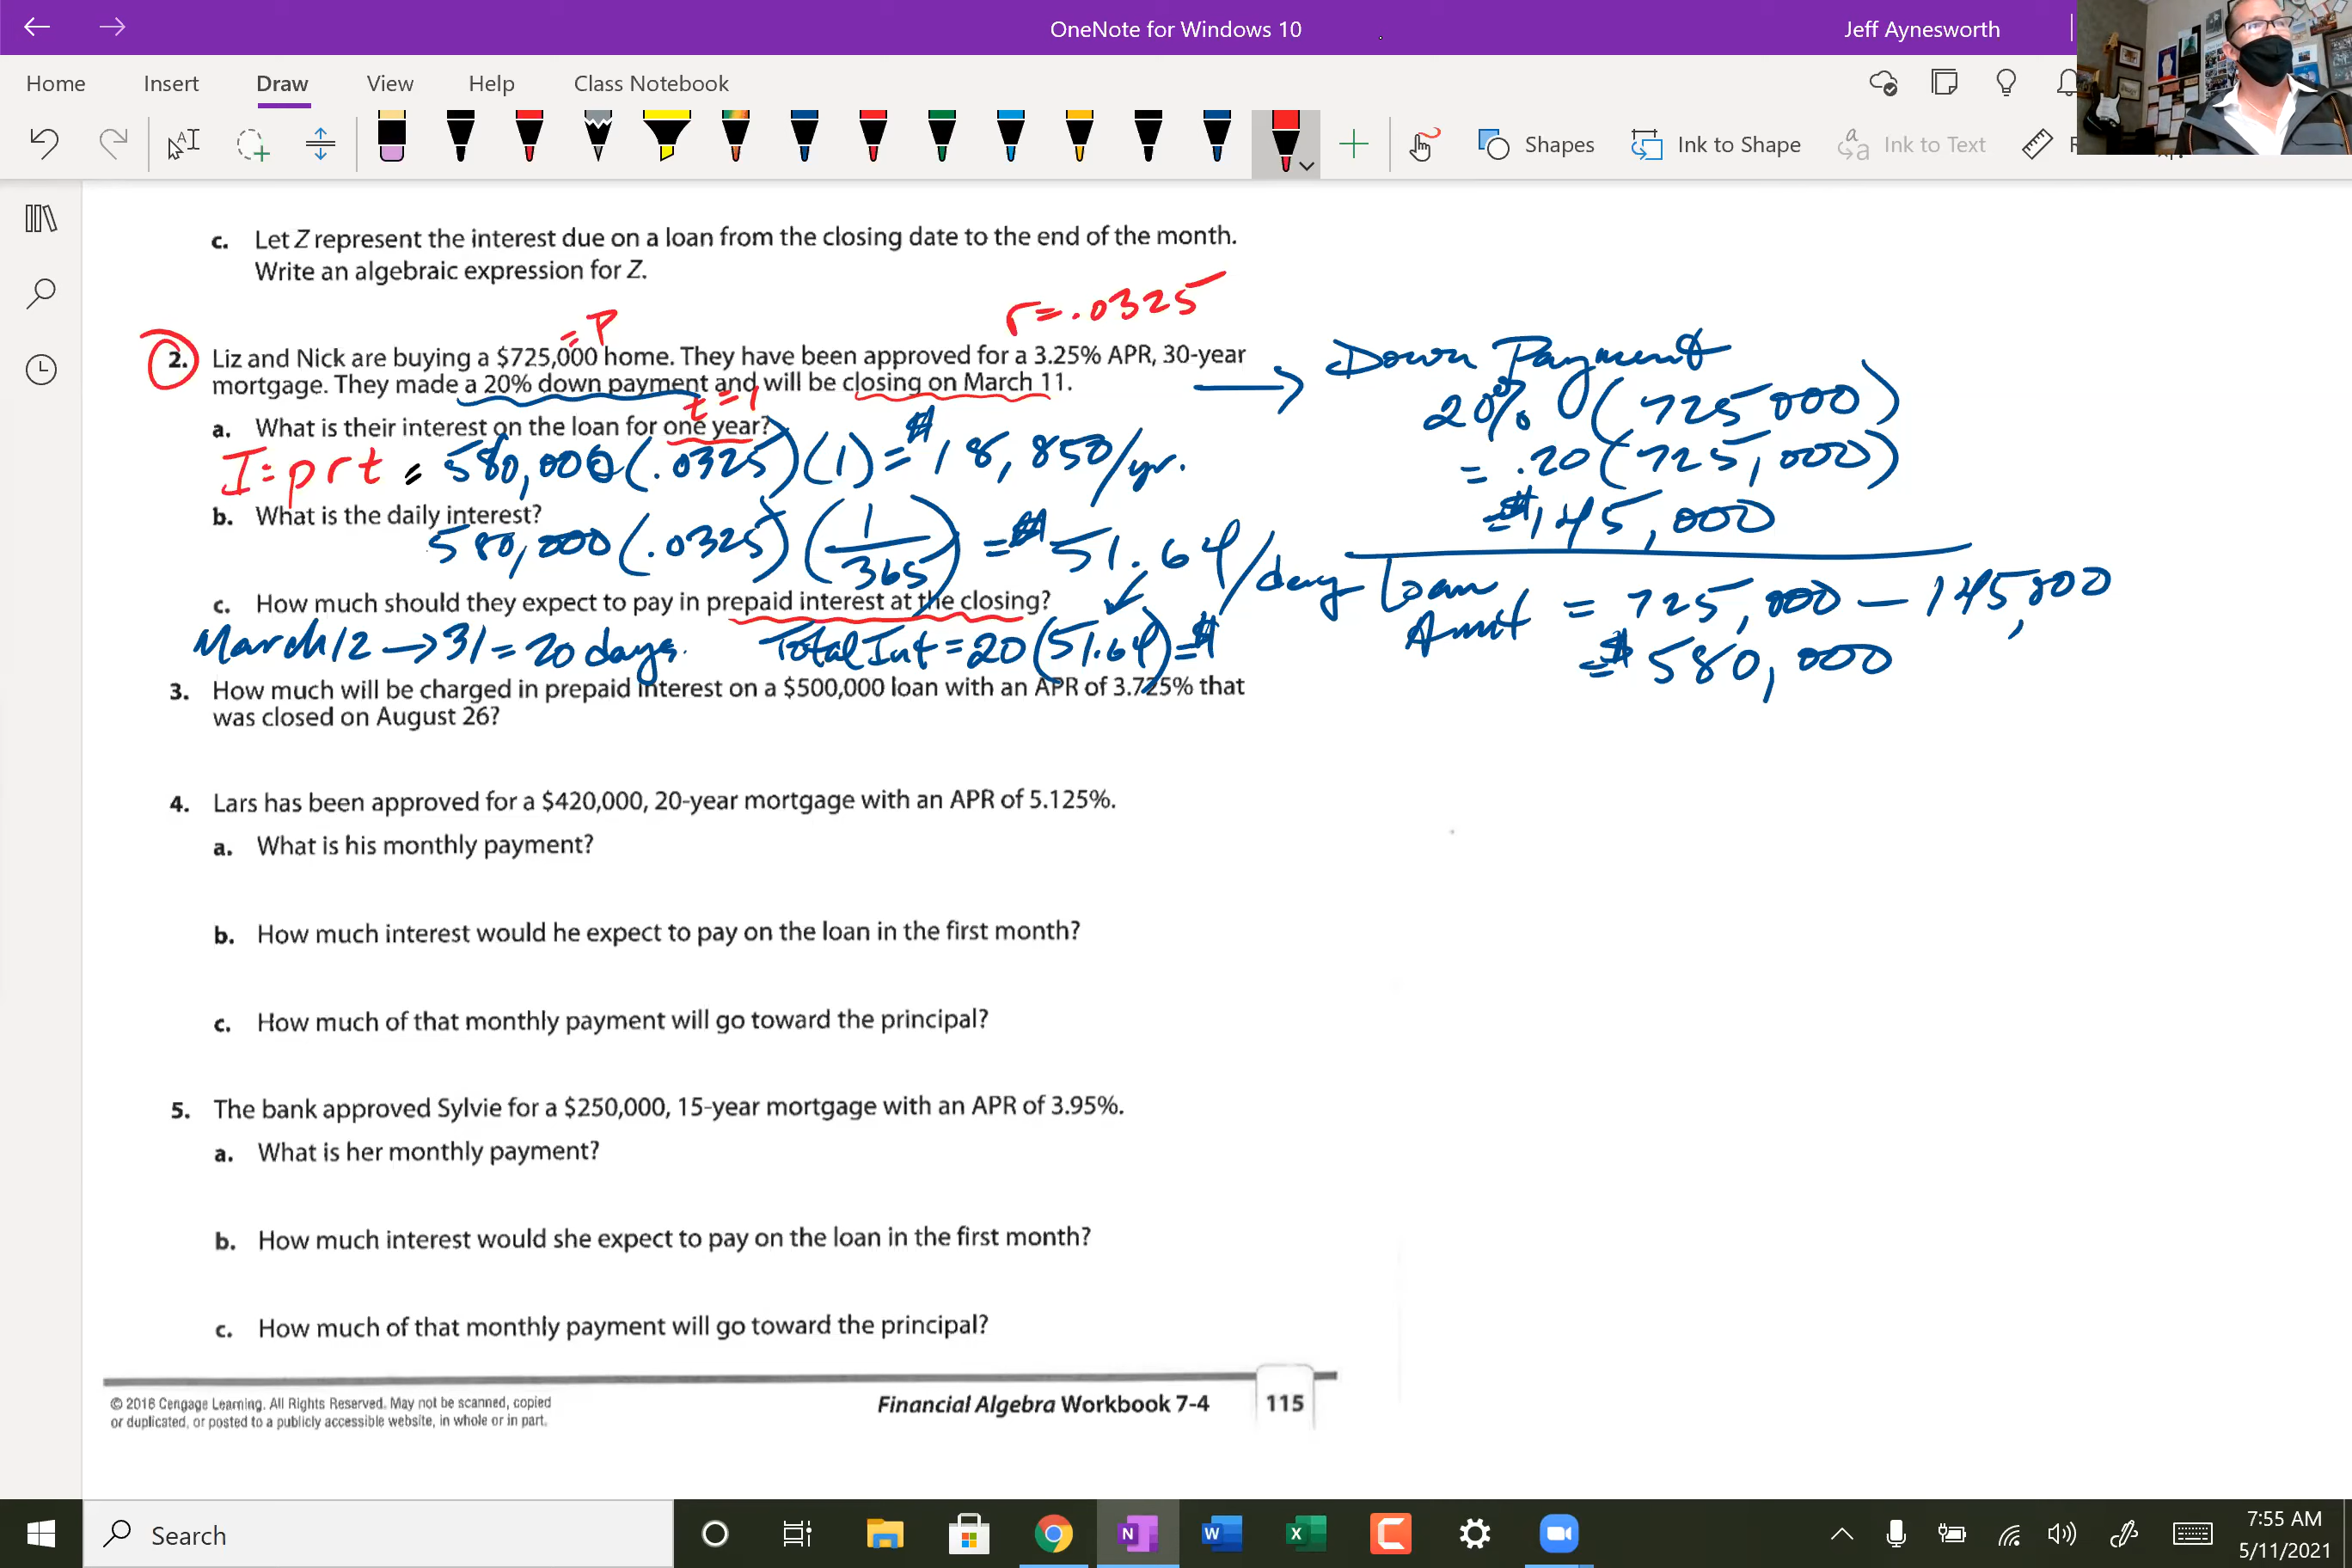 OneNote for Windows 10
Jeff Aynesworth
Home Insert Draw View Help Class Notebook
Shapes Ink to Shape Ink to Text
c. Let Z represent the interest due on a loan from the closing date to the end of the month.
Write an algebraic expression for Z.
= P
r = .0325
2. Liz and Nick are buying a $725,000 home. They have been approved for a 3.25% APR, 30-year
mortgage. They made a 20% down payment and will be closing on March 11.
t = 1
a. What is their interest on the loan for one year?
I = p r t = 580,000 (.0325) (1) = $18,850/yr.
b. What is the daily interest?
580,000 (.0325) (1/365) = $51.64/day
c. How much should they expect to pay in prepaid interest at the closing?
March 12 → 31 = 20 days. Total Int = 20 (51.64) = $
→ Down Payment
20% of (725000)
= .20 (725,000)
= $145,000
Loan Amt = 725,000 - 145,000
= $580,000
3. How much will be charged in prepaid interest on a $500,000 loan with an APR of 3.725% that
was closed on August 26?
4. Lars has been approved for a $420,000, 20-year mortgage with an APR of 5.125%.
a. What is his monthly payment?
b. How much interest would he expect to pay on the loan in the first month?
c. How much of that monthly payment will go toward the principal?
5. The bank approved Sylvie for a $250,000, 15-year mortgage with an APR of 3.95%.
a. What is her monthly payment?
b. How much interest would she expect to pay on the loan in the first month?
c. How much of that monthly payment will go toward the principal?
© 2018 Cengage Learning. All Rights Reserved. May not be scanned, copied
or duplicated, or posted to a publicly accessible website, in whole or in part.
Financial Algebra Workbook 7-4 115
Search
7:55 AM
5/11/2021